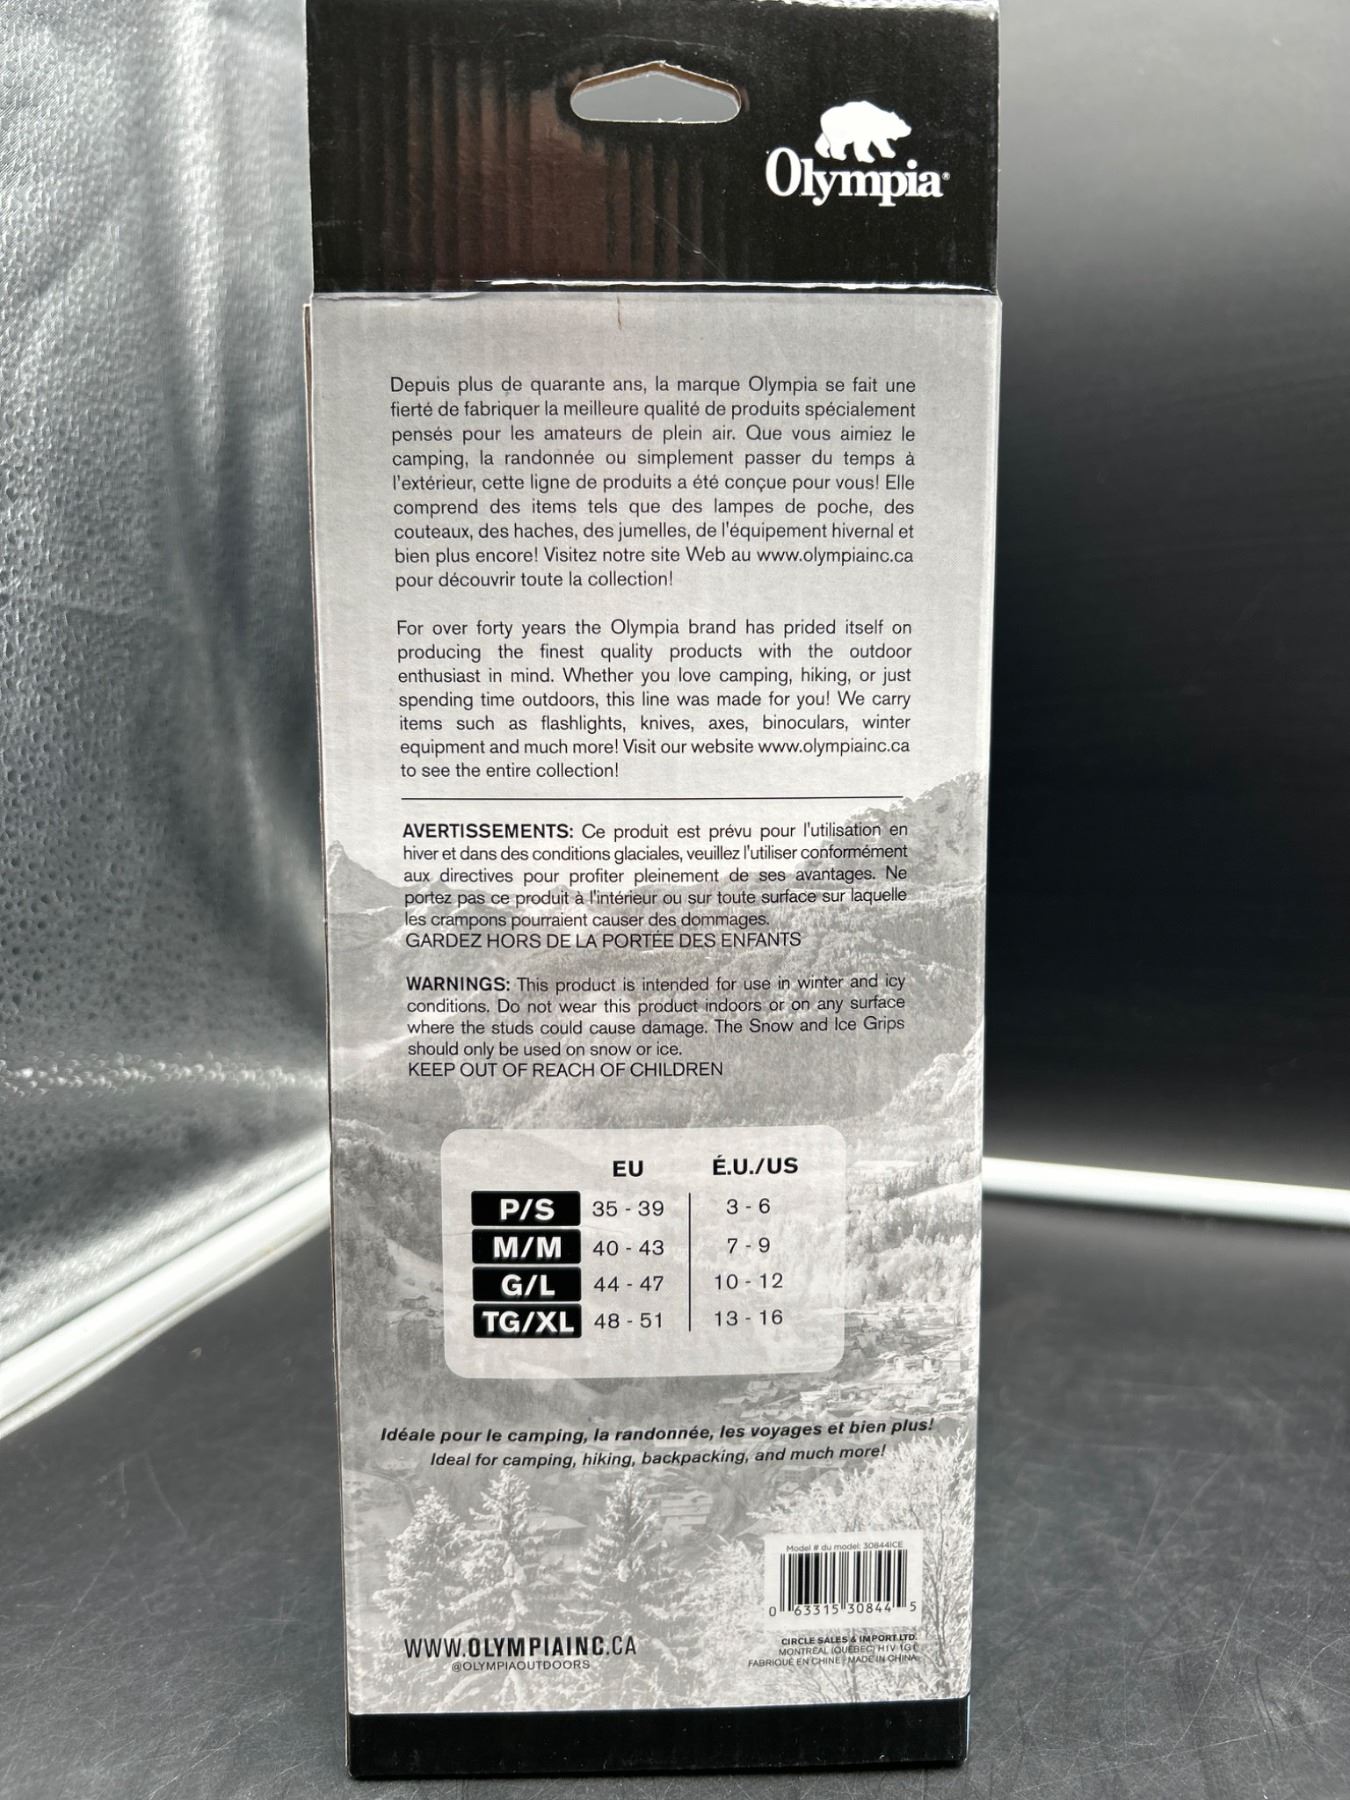 Olympia®
Depuis plus de quarante ans, la marque Olympia se fait une
fierté de fabriquer la meilleure qualité de produits spécialement
pensés pour les amateurs de plein air. Que vous aimiez le
camping, la randonnée ou simplement passer du temps à
l'extérieur, cette ligne de produits a été conçue pour vous! Elle
comprend des items tels que des lampes de poche, des
couteaux, des haches, des jumelles, de l'équipement hivernal et
bien plus encore! Visitez notre site Web au www.olympiainc.ca
pour découvrir toute la collection!
For over forty years the Olympia brand has prided itself on
producing the finest quality products with the outdoor
enthusiast in mind. Whether you love camping, hiking, or just
spending time outdoors, this line was made for you! We carry
items such as flashlights, knives, axes, binoculars, winter
equipment and much more! Visit our website www.olympiainc.ca
to see the entire collection!
AVERTISSEMENTS: Ce produit est prévu pour l'utilisation en
hiver et dans des conditions glaciales, veuillez l'utiliser conformément
aux directives pour profiter pleinement de ses avantages. Ne
portez pas ce produit à l'intérieur ou sur toute surface sur laquelle
les crampons pourraient causer des dommages.
GARDEZ HORS DE LA PORTÉE DES ENFANTS
WARNINGS: This product is intended for use in winter and icy
conditions. Do not wear this product indoors or on any surface
where the studs could cause damage. The Snow and Ice Grips
should only be used on snow or ice.
KEEP OUT OF REACH OF CHILDREN
EU É.U./US
P/S 35 - 39 3 - 6
M/M 40 - 43 7 - 9
G/L 44 - 47 10 - 12
TG/XL 48 - 51 13 - 16
Idéale pour le camping, la randonnée, les voyages et bien plus!
Ideal for camping, hiking, backpacking, and much more!
Model # du model: 30844ICE
0 63315 30844 5
WWW.OLYMPIAINC.CA
@OLYMPIAOUTDOORS
CIRCLE SALES & IMPORT LTD.
MONTRÉAL (QUÉBEC) H1V
FABRIQUÉ EN CHINE / MADE IN CHINA